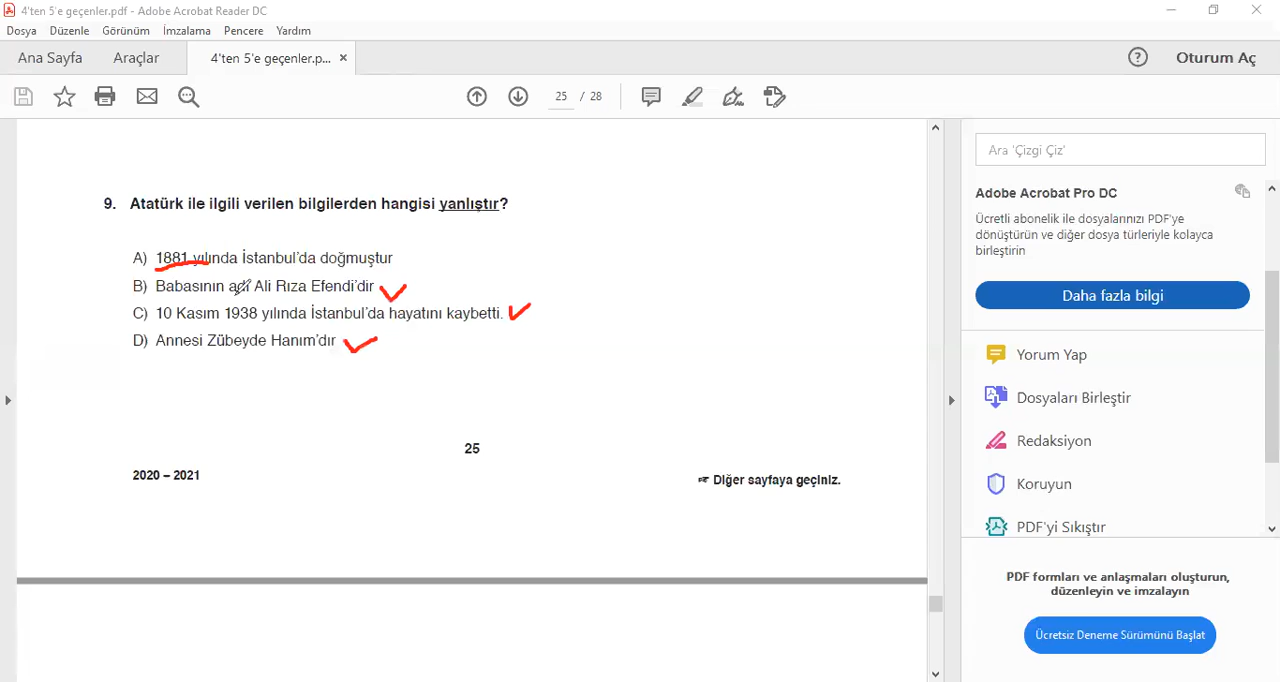 4'ten 5'e geçenler.pdf - Adobe Acrobat Reader DC
Dosya Düzenle Görünüm İmzalama Pencere Yardım
Ana Sayfa Araçlar 4'ten 5'e geçenler.p... × ? Oturum Aç
25 / 28
9. Atatürk ile ilgili verilen bilgilerden hangisi yanlıştır?
A) 1881 yılında İstanbul'da doğmuştur
B) Babasının adı Ali Rıza Efendi'dir
C) 10 Kasım 1938 yılında İstanbul'da hayatını kaybetti.
D) Annesi Zübeyde Hanım'dır
25
2020 – 2021
☞ Diğer sayfaya geçiniz.
Ara 'Çizgi Çiz'
Adobe Acrobat Pro DC
Ücretli abonelik ile dosyalarınızı PDF'ye
dönüştürün ve diğer dosya türleriyle kolayca
birleştirin
Daha fazla bilgi
Yorum Yap
Dosyaları Birleştir
Redaksiyon
Koruyun
PDF'yi Sıkıştır
PDF formları ve anlaşmaları oluşturun,
düzenleyin ve imzalayın
Ücretsiz Deneme Sürümünü Başlat